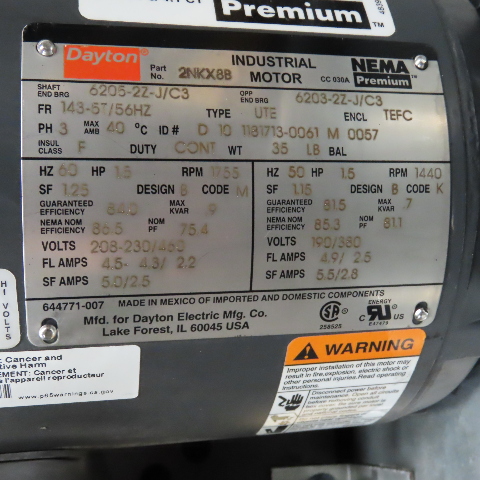 Premium
TM
Dayton
Part No. 2NKX8B
INDUSTRIAL MOTOR
CC 030A
NEMA Premium
SHAFT END BRG 6205-2Z-J/C3 OPP END BRG 6203-2Z-J/C3
FR 143-5T/56HZ TYPE UTE ENCL TEFC
PH 3 MAX AMB 40 °C ID# D 10 1181713-0061 M 0057
INSUL CLASS F DUTY CONT WT 35 LB BAL
HZ 60 HP 1.5 RPM 1755
SF 1.25 DESIGN B CODE M
GUARANTEED EFFICIENCY 84.0 MAX KVAR .9
NEMA NOM EFFICIENCY 86.5 NOM PF 75.4
VOLTS 208-230/460
FL AMPS 4.5- 4.3/ 2.2
SF AMPS 5.0/2.5
HZ 50 HP 1.5 RPM 1440
SF 1.15 DESIGN B CODE K
GUARANTEED EFFICIENCY 81.5 MAX KVAR .7
NEMA NOM EFFICIENCY 85.3 NOM PF 81.1
VOLTS 190/380
FL AMPS 4.9/ 2.5
SF AMPS 5.5/2.8
644771-007 MADE IN MEXICO OF IMPORTED AND DOMESTIC COMPONENTS
Mfd. for Dayton Electric Mfg. Co.
Lake Forest, IL 60045 USA
258525
ENERGY
US
E47479
HI VOLTS
: Cancer and
tive Harm
EMENT: Cancer et
l'appareil reproducteur
www.p65warnings.ca.gov
WARNING
Improper installation of this motor may
result in fire, explosion, electric shock or
other personal injuries. Read operating
instructions.
Disconnect power before